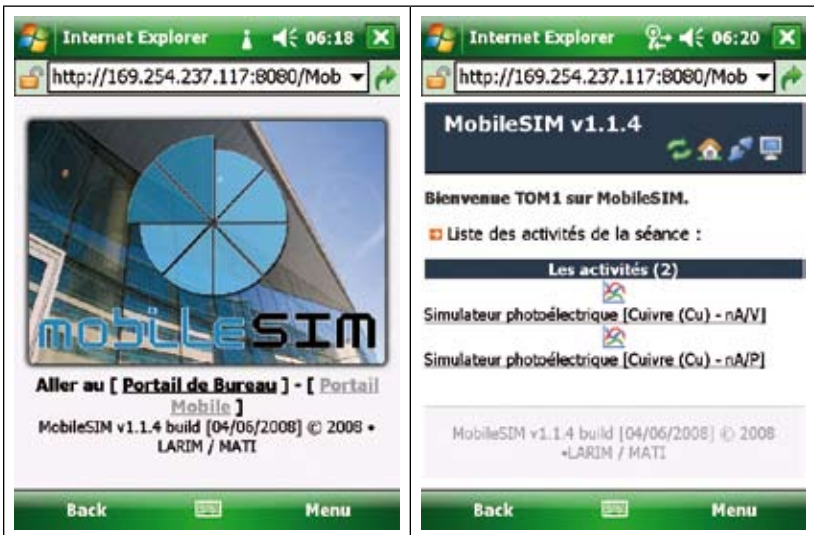 Internet Explorer 06:18
http://169.254.237.117:8080/Mob
mobileSIM
Aller au [ Portail de Bureau ] - [ Portail
Mobile ]
MobileSIM v1.1.4 build [04/06/2008] © 2008 •
LARIM / MATI
Back Menu
Internet Explorer 06:20
http://169.254.237.117:8080/Mob
MobileSIM v1.1.4
Bienvenue TOM1 sur MobileSIM.
Liste des activités de la séance :
Les activités (2)
Simulateur photoélectrique [Cuivre (Cu) - nA/V]
Simulateur photoélectrique [Cuivre (Cu) - nA/P]
MobileSIM v1.1.4 build [04/06/2008] © 2008
•LARIM / MATI
Back Menu